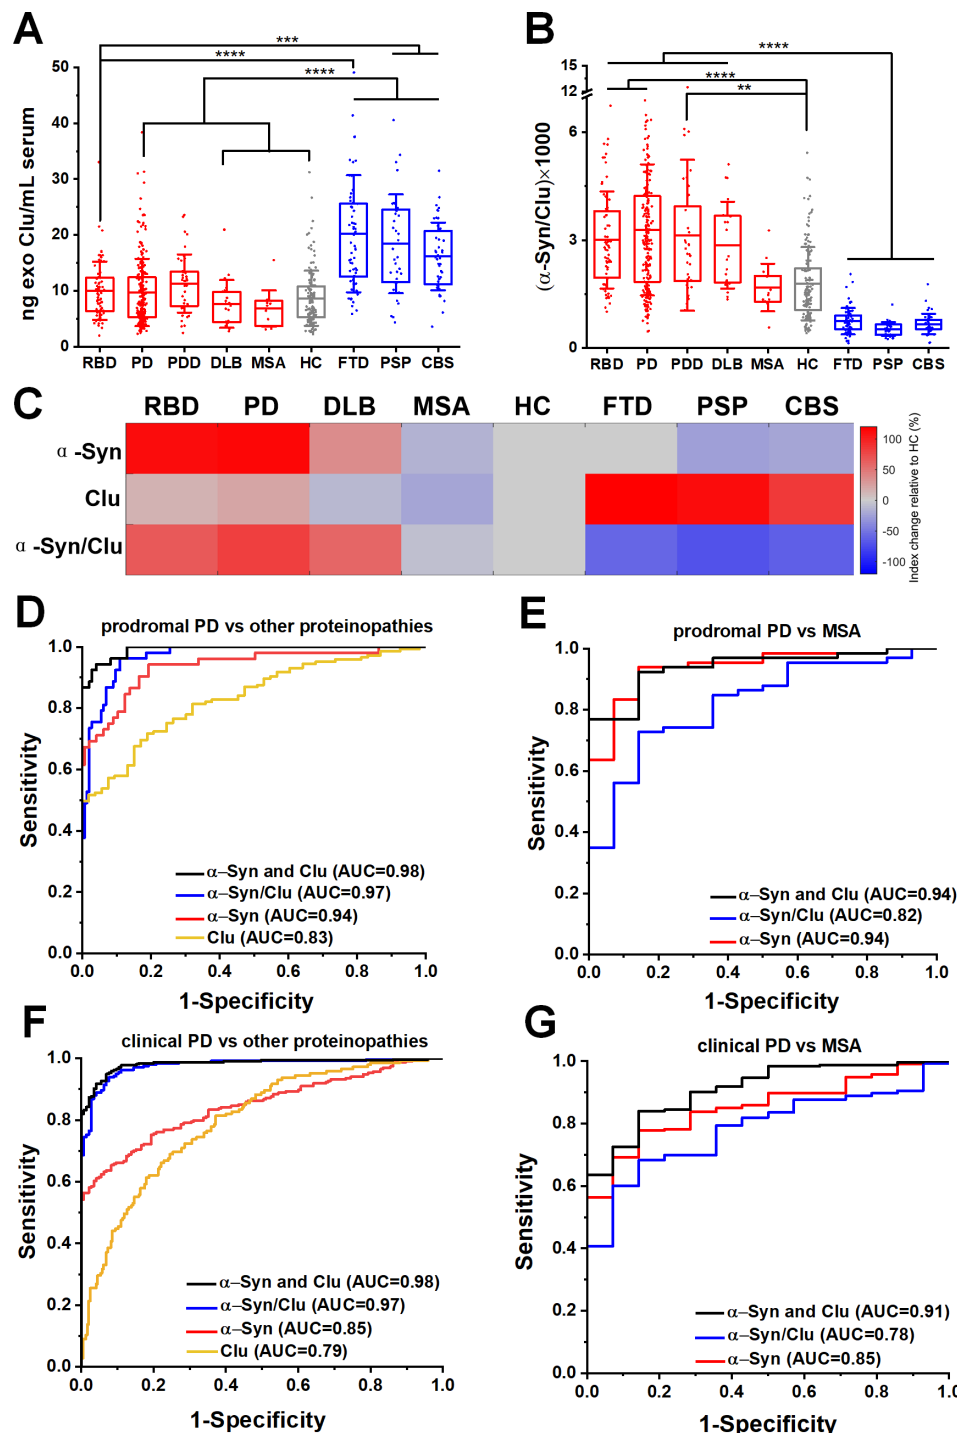 A
ng exo Clu/mL serum
50
40
30
20
10
0
***
****
****
RBD PD PDD DLB MSA HC FTD PSP CBS
B
(α-Syn/Clu)×1000
15
12
6
3
0
****
****
**
RBD PD PDD DLB MSA HC FTD PSP CBS
C
RBD PD DLB MSA HC FTD PSP CBS
α-Syn
Clu
α-Syn/Clu
100
50
0
-50
-100
Index change relative to HC (%)
D
prodromal PD vs other proteinopathies
Sensitivity
1.0
0.8
0.6
0.4
0.2
0.0
α–Syn and Clu (AUC=0.98)
α–Syn/Clu (AUC=0.97)
α–Syn (AUC=0.94)
Clu (AUC=0.83)
0.0 0.2 0.4 0.6 0.8 1.0
1-Specificity
E
prodromal PD vs MSA
Sensitivity
1.0
0.8
0.6
0.4
0.2
0.0
α–Syn and Clu (AUC=0.94)
α–Syn/Clu (AUC=0.82)
α–Syn (AUC=0.94)
0.0 0.2 0.4 0.6 0.8 1.0
1-Specificity
F
clinical PD vs other proteinopathies
Sensitivity
1.0
0.8
0.6
0.4
0.2
0.0
α–Syn and Clu (AUC=0.98)
α–Syn/Clu (AUC=0.97)
α–Syn (AUC=0.85)
Clu (AUC=0.79)
0.0 0.2 0.4 0.6 0.8 1.0
1-Specificity
G
clinical PD vs MSA
Sensitivity
1.0
0.8
0.6
0.4
0.2
0.0
α–Syn and Clu (AUC=0.91)
α–Syn/Clu (AUC=0.78)
α–Syn (AUC=0.85)
0.0 0.2 0.4 0.6 0.8 1.0
1-Specificity